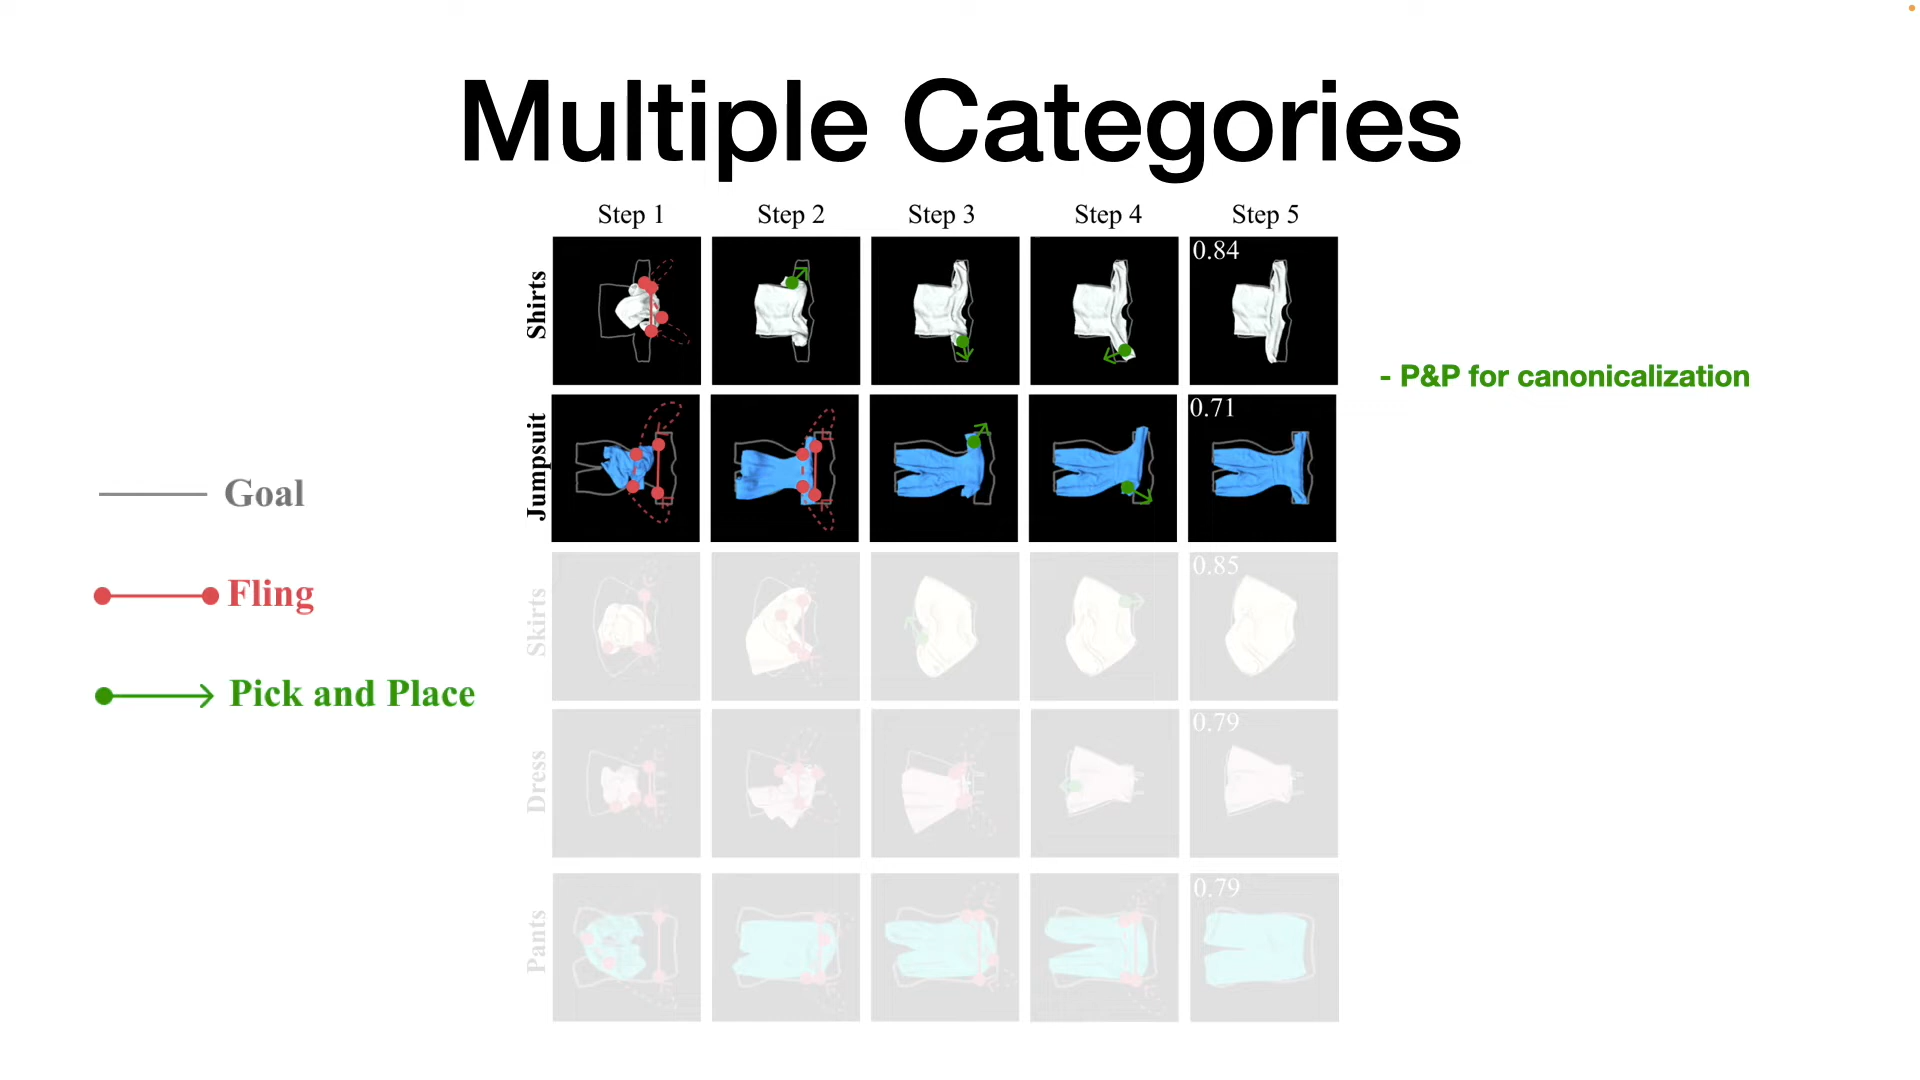 Multiple Categories
Step 1 Step 2 Step 3 Step 4 Step 5
Shirts
0.84
- P&P for canonicalization
Jumpsuit
0.71
Goal
Fling
Pick and Place
Skirts
0.85
Dress
0.79
Pants
0.79